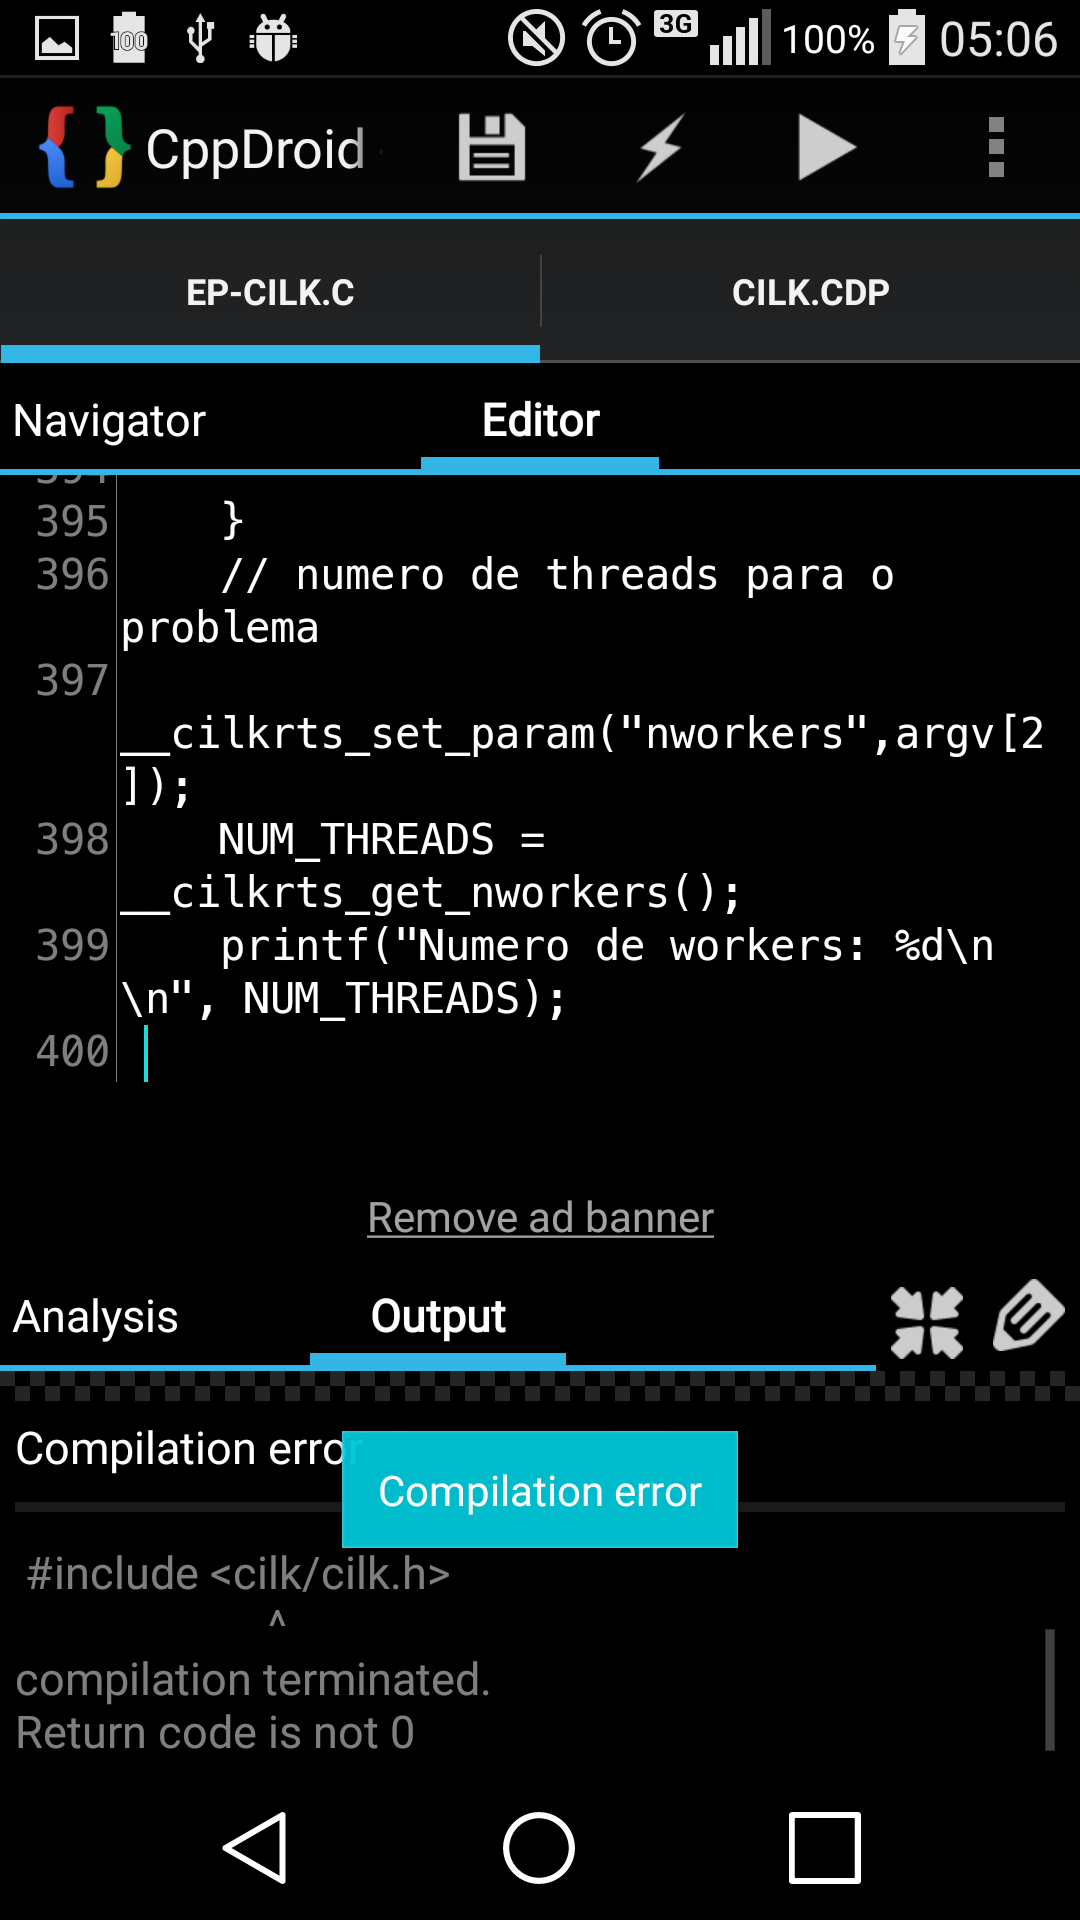 100 3G 100% 05:06
CppDroid
EP-CILK.C CILK.CDP
Navigator Editor
394
395 }
396 // numero de threads para o
problema
397
__cilkrts_set_param("nworkers",argv[2
]);
398 NUM_THREADS =
__cilkrts_get_nworkers();
399 printf("Numero de workers: %d\n
\n", NUM_THREADS);
400
Remove ad banner
Analysis Output
Compilation error
Compilation error
#include <cilk/cilk.h>
^
compilation terminated.
Return code is not 0